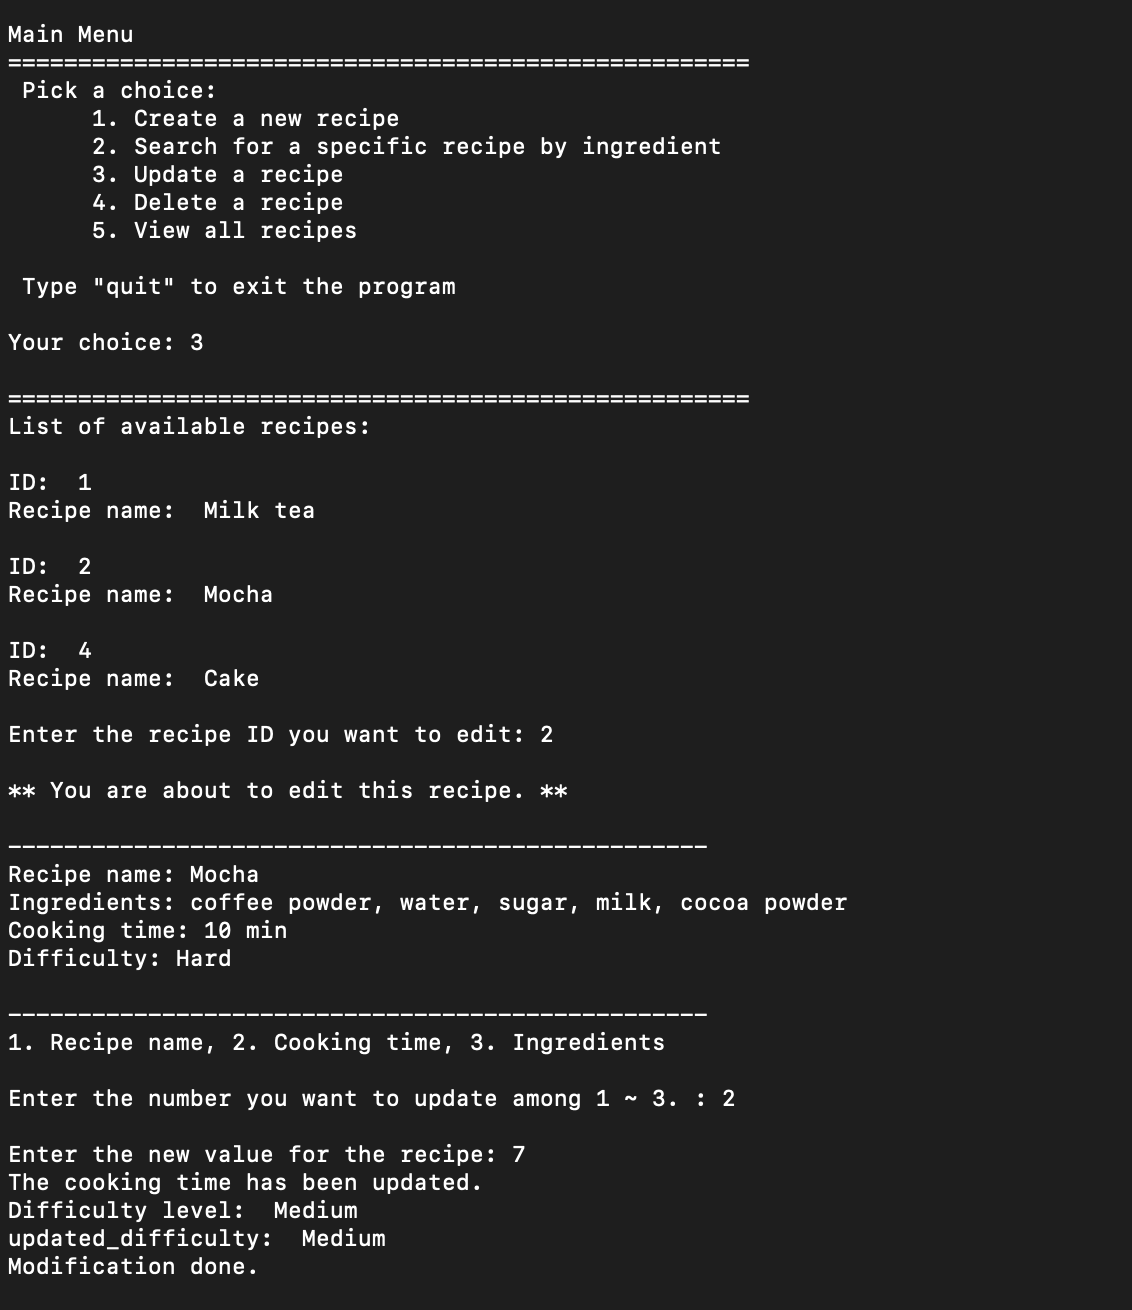 Main Menu
=====================================================
Pick a choice:
1. Create a new recipe
2. Search for a specific recipe by ingredient
3. Update a recipe
4. Delete a recipe
5. View all recipes
Type "quit" to exit the program
Your choice: 3
=====================================================
List of available recipes:
ID:  1
Recipe name:  Milk tea
ID:  2
Recipe name:  Mocha
ID:  4
Recipe name:  Cake
Enter the recipe ID you want to edit: 2
** You are about to edit this recipe. **
--------------------------------------------------
Recipe name: Mocha
Ingredients: coffee powder, water, sugar, milk, cocoa powder
Cooking time: 10 min
Difficulty: Hard
--------------------------------------------------
1. Recipe name, 2. Cooking time, 3. Ingredients
Enter the number you want to update among 1 ~ 3. : 2
Enter the new value for the recipe: 7
The cooking time has been updated.
Difficulty level:  Medium
updated_difficulty:  Medium
Modification done.